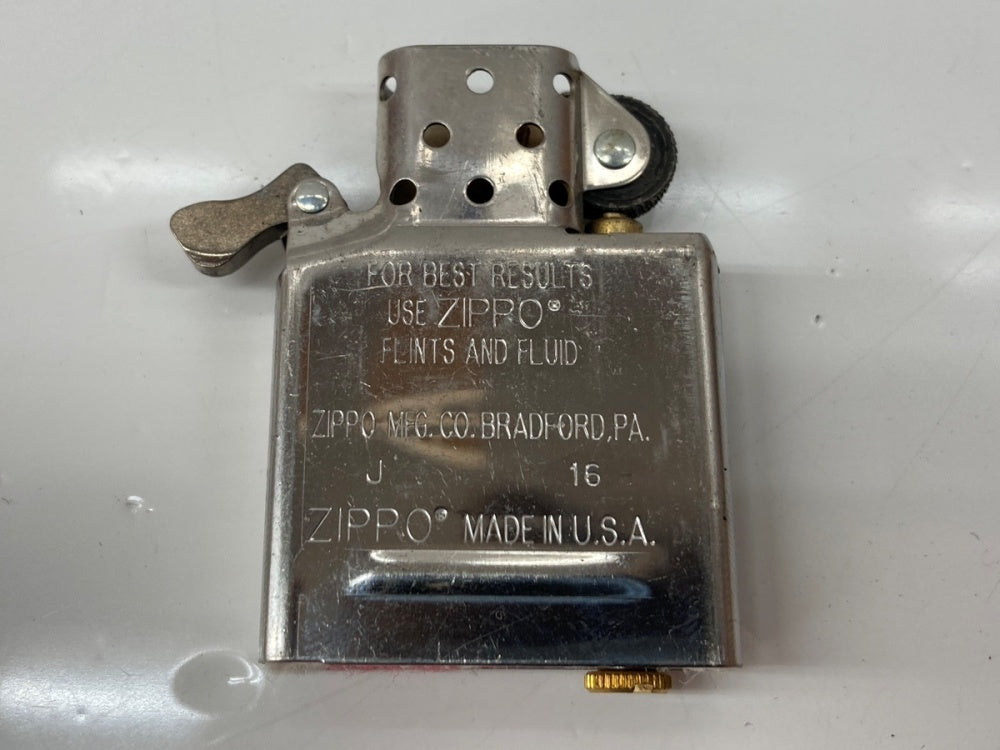 FOR BEST RESULTS
USE ZIPPO®
FLINTS AND FLUID
ZIPPO MFG. CO. BRADFORD, PA.
J 16
ZIPPO® MADE IN U.S.A.